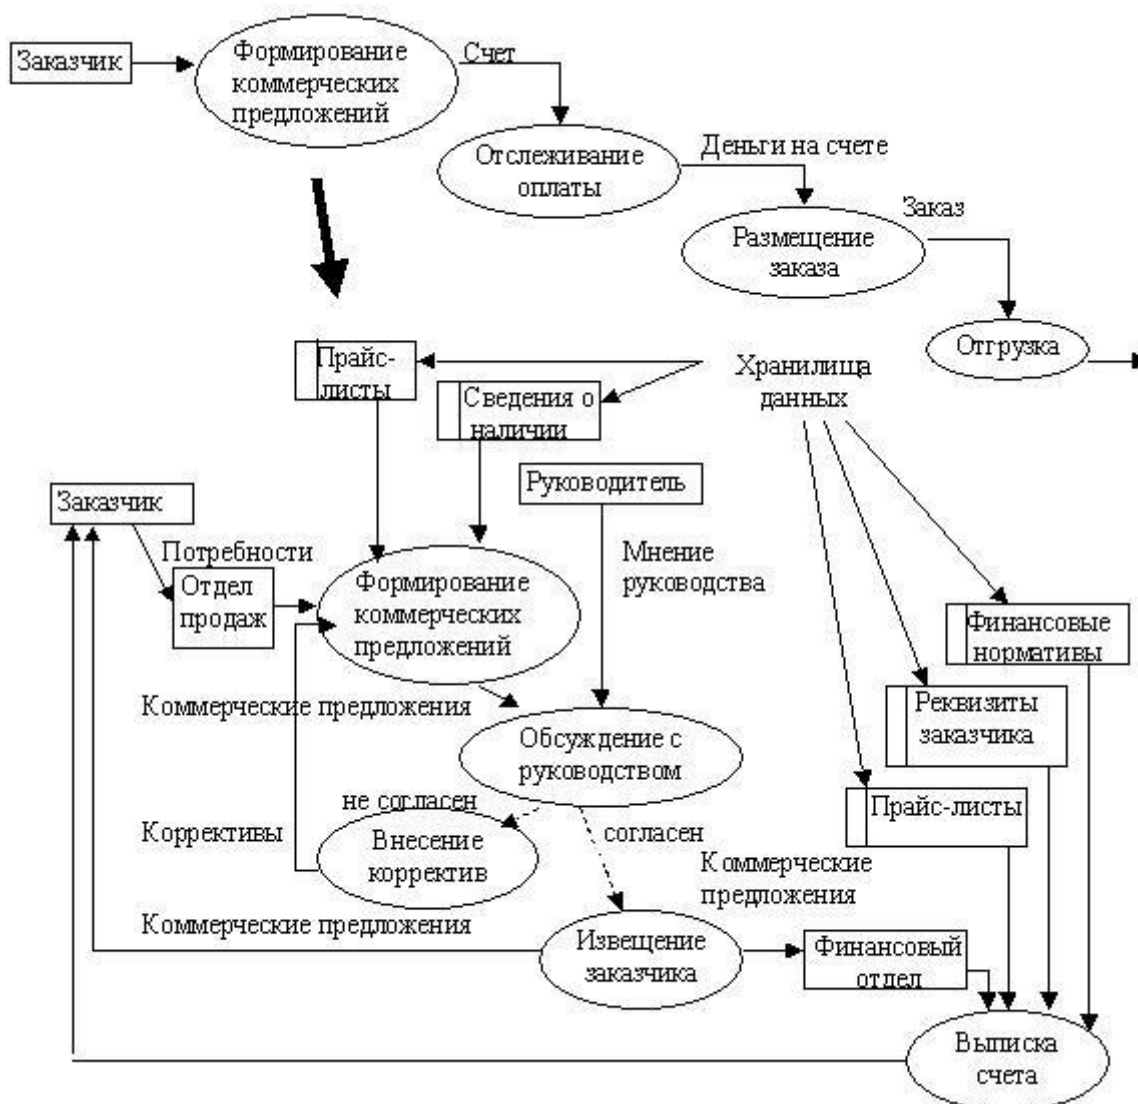 Заказчик
Формирование
коммерческих
предложений
Счет
Отслеживание
оплаты
Деньги на счете
Размещение
заказа
Заказ
Отгрузка
Прайс-
листы
Сведения о
наличии
Хранилища
данных
Руководитель
Заказчик
Потребности
Отдел
продаж
Формирование
коммерческих
предложений
Мнение
руководства
Финансовые
нормативы
Коммерческие предложения
Реквизиты
заказчика
Обсуждение с
руководством
Прайс-листы
не согласен
согласен
Коррективы
Внесение
корректив
Коммерческие
предложения
Коммерческие предложения
Извещение
заказчика
Финансовый
отдел
Выписка
счета